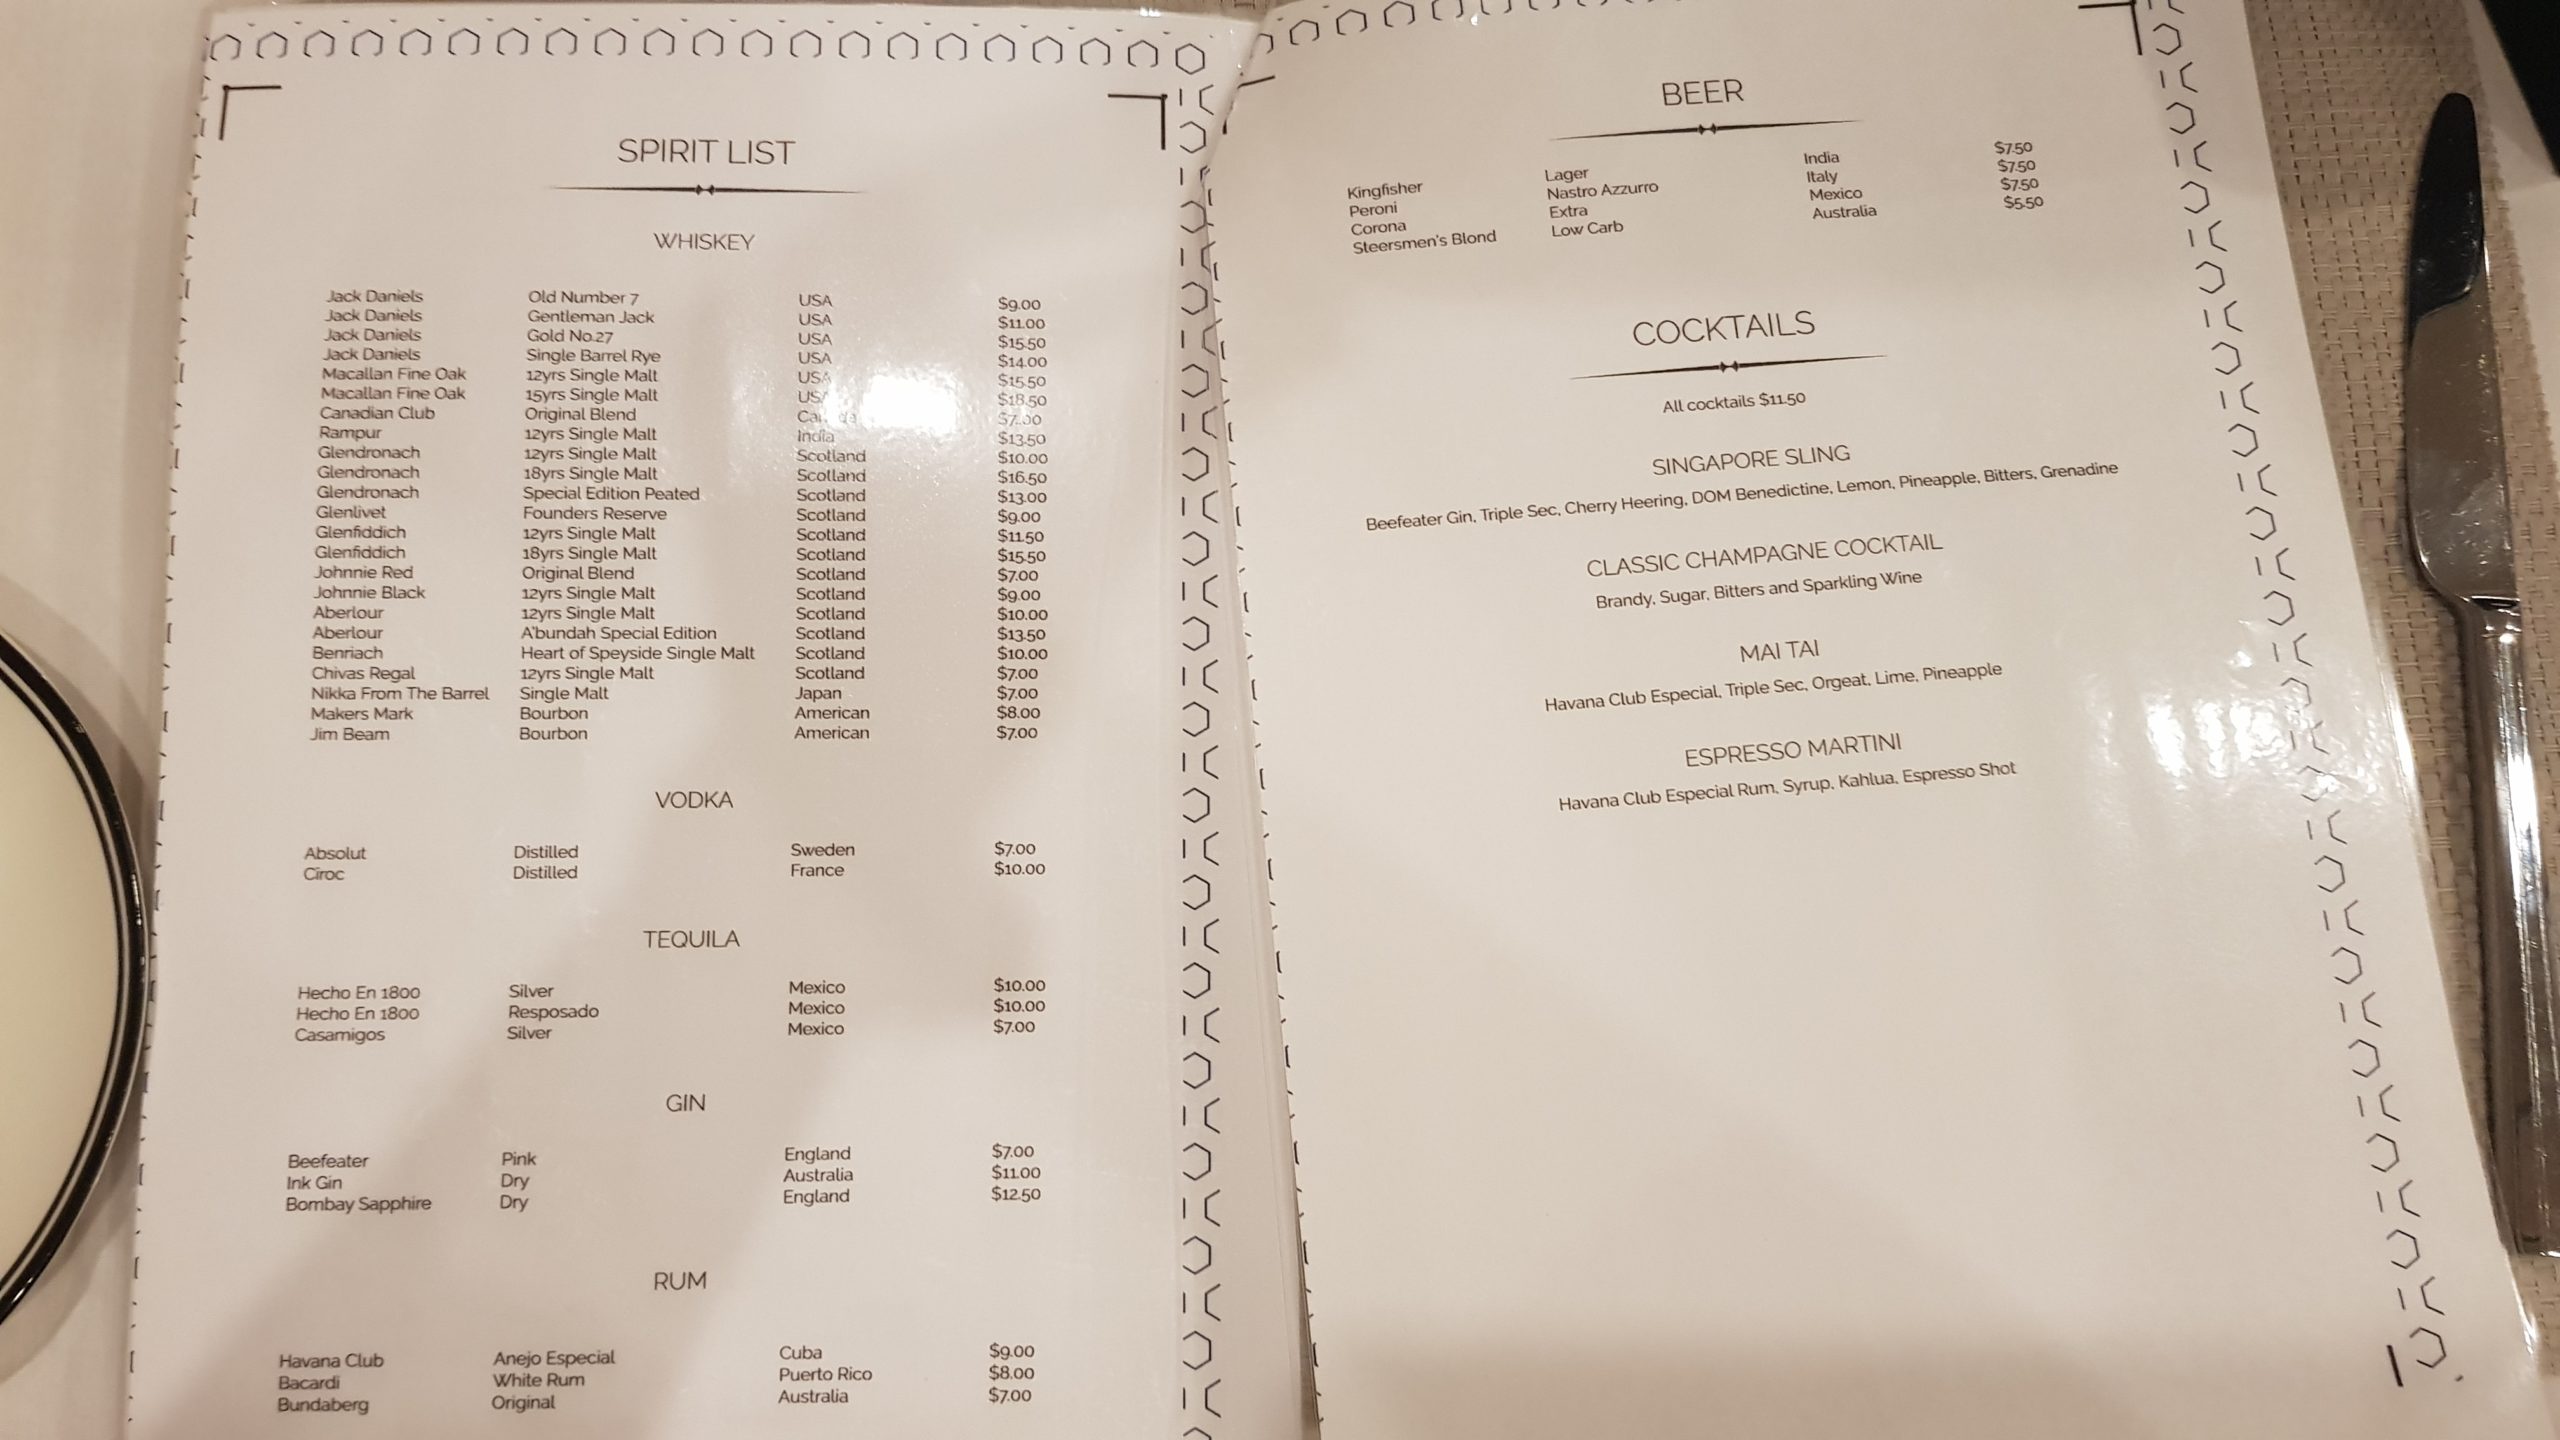 SPIRIT LIST
WHISKEY
Jack Daniels Old Number 7 USA $9.00
Jack Daniels Gentleman Jack USA $11.00
Jack Daniels Gold No.27 USA $15.50
Jack Daniels Single Barrel Rye USA $14.00
Macallan Fine Oak 12yrs Single Malt USA $15.50
Macallan Fine Oak 15yrs Single Malt USA $18.50
Canadian Club Original Blend Canada $7.00
Rampur 12yrs Single Malt India $13.50
Glendronach 12yrs Single Malt Scotland $10.00
Glendronach 18yrs Single Malt Scotland $16.50
Glendronach Special Edition Peated Scotland $13.00
Glenlivet Founders Reserve Scotland $9.00
Glenfiddich 12yrs Single Malt Scotland $11.50
Glenfiddich 18yrs Single Malt Scotland $15.50
Johnnie Red Original Blend Scotland $7.00
Johnnie Black 12yrs Single Malt Scotland $9.00
Aberlour 12yrs Single Malt Scotland $10.00
Aberlour A'bundah Special Edition Scotland $13.50
Benriach Heart of Speyside Single Malt Scotland $10.00
Chivas Regal 12yrs Single Malt Scotland $7.00
Nikka From The Barrel Single Malt Japan $7.00
Makers Mark Bourbon American $8.00
Jim Beam Bourbon American $7.00
VODKA
Absolut Distilled Sweden $7.00
Ciroc Distilled France $10.00
TEQUILA
Hecho En 1800 Silver Mexico $10.00
Hecho En 1800 Resposado Mexico $10.00
Casamigos Silver Mexico $7.00
GIN
Beefeater Pink England $7.00
Ink Gin Dry Australia $11.00
Bombay Sapphire Dry England $12.50
RUM
Havana Club Anejo Especial Cuba $9.00
Bacardi White Rum Puerto Rico $8.00
Bundaberg Original Australia $7.00
BEER
Kingfisher Lager India $7.50
Peroni Nastro Azzurro Italy $7.50
Corona Extra Mexico $7.50
Steersmen's Blond Low Carb Australia $5.50
COCKTAILS
All cocktails $11.50
SINGAPORE SLING
Beefeater Gin, Triple Sec, Cherry Heering, DOM Benedictine, Lemon, Pineapple, Bitters, Grenadine
CLASSIC CHAMPAGNE COCKTAIL
Brandy, Sugar, Bitters and Sparkling Wine
MAI TAI
Havana Club Especial, Triple Sec, Orgeat, Lime, Pineapple
ESPRESSO MARTINI
Havana Club Especial Rum, Syrup, Kahlua, Espresso Shot